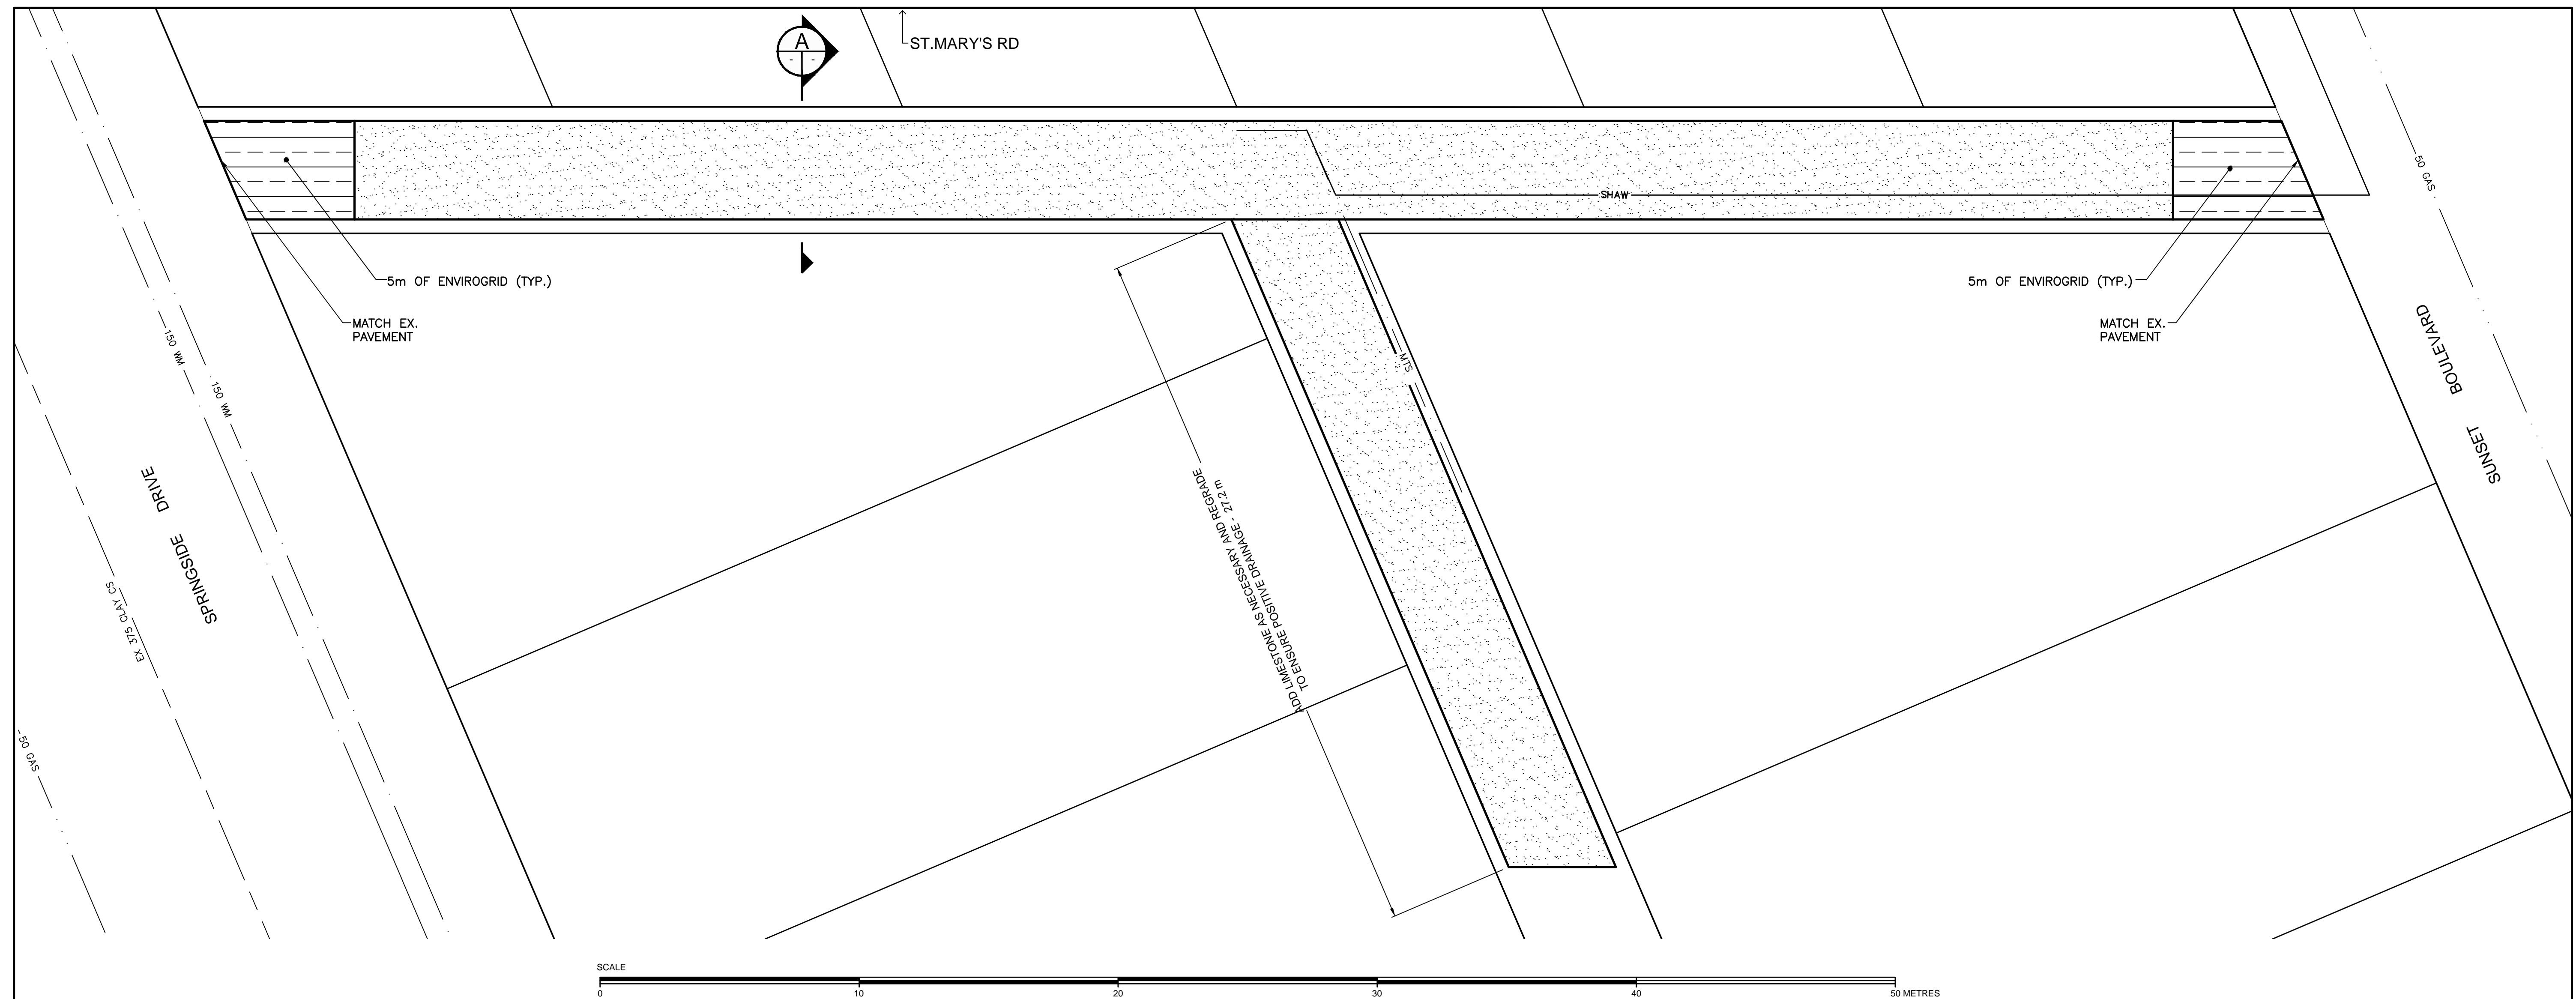 A
- -
ST.MARY'S RD
SHAW
50 GAS
5m OF ENVIROGRID (TYP.)
MATCH EX.
PAVEMENT
5m OF ENVIROGRID (TYP.)
MATCH EX.
PAVEMENT
150 WM
150 WM
MTS
SPRINGSIDE DRIVE
SUNSET BOULEVARD
EX 375 CLAY CS
50 GAS
ADD LIMESTONE AS NECESSARY AND REGRADE
TO ENSURE POSITIVE DRAINAGE - 27.2 m
SCALE
0 10 20 30 40 50 METRES